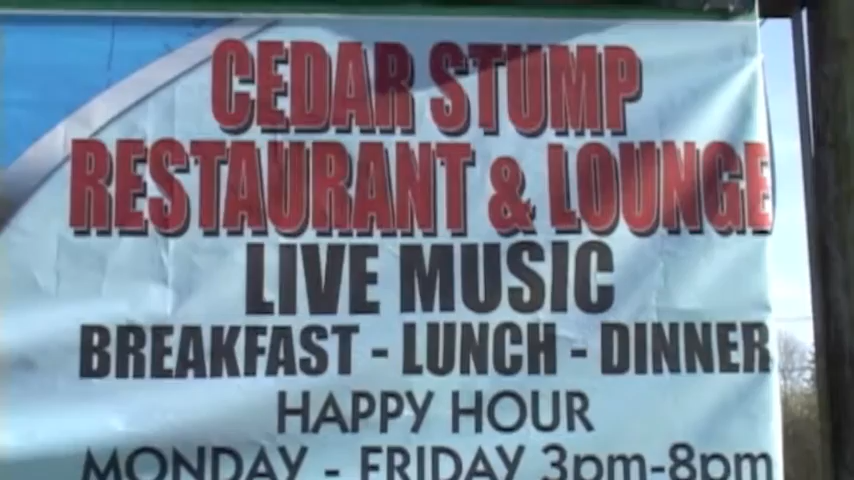 CEDAR STUMP
RESTAURANT & LOUNGE
LIVE MUSIC
BREAKFAST - LUNCH - DINNER
HAPPY HOUR
MONDAY - FRIDAY 3pm-8pm